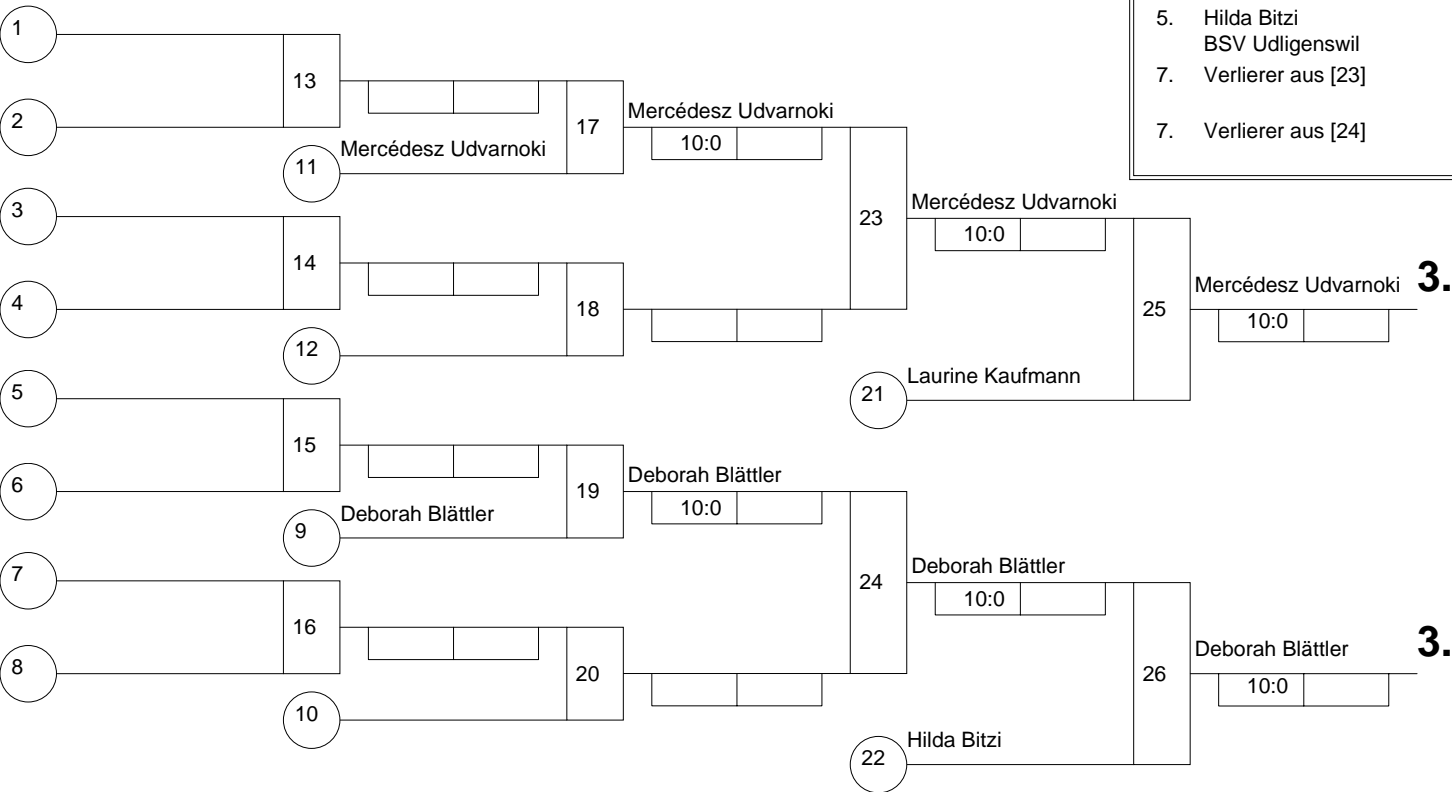 1
5. Hilda Bitzi
BSV Udligenswil
13
7. Verlierer aus [23]
2
17
Mercédesz Udvarnoki
10:0
7. Verlierer aus [24]
11
Mercédesz Udvarnoki
3
23
Mercédesz Udvarnoki
10:0
14
4
18
25
Mercédesz Udvarnoki
3.
10:0
12
5
21
Laurine Kaufmann
15
6
19
Deborah Blättler
10:0
9
Deborah Blättler
7
24
Deborah Blättler
10:0
16
8
20
26
Deborah Blättler
3.
10:0
10
22
Hilda Bitzi